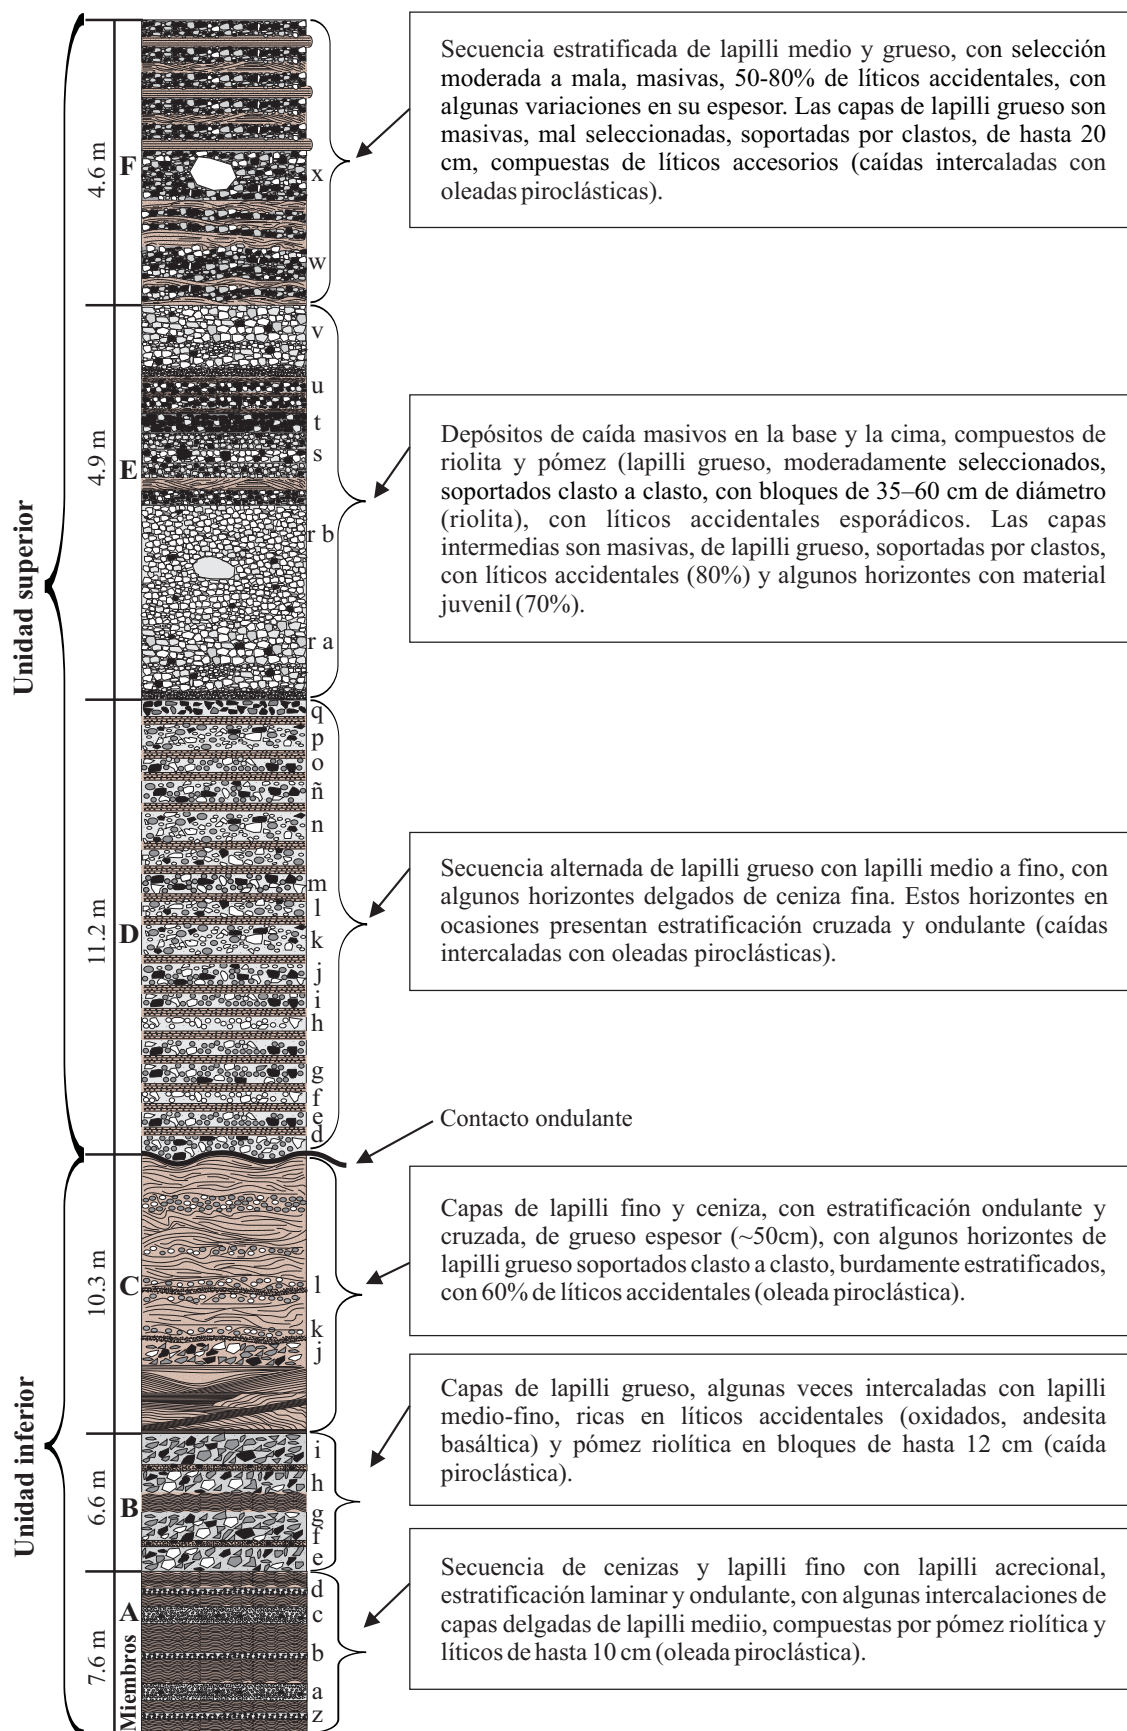 Unidad superior
Unidad inferior
4.6 m
F
x
w
Secuencia estratificada de lapilli medio y grueso, con selección
moderada a mala, masivas, 50-80% de líticos accidentales, con
algunas variaciones en su espesor. Las capas de lapilli grueso son
masivas, mal seleccionadas, soportadas por clastos, de hasta 20
cm, compuestas de líticos accesorios (caídas intercaladas con
oleadas piroclásticas).
4.9 m
E
v
u
t
s
r b
r a
Depósitos de caída masivos en la base y la cima, compuestos de
riolita y pómez (lapilli grueso, moderadamente seleccionados,
soportados clasto a clasto, con bloques de 35–60 cm de diámetro
(riolita), con líticos accidentales esporádicos. Las capas
intermedias son masivas, de lapilli grueso, soportadas por clastos,
con líticos accidentales (80%) y algunos horizontes con material
juvenil (70%).
11.2 m
D
q
p
o
ñ
n
m
l
k
j
i
h
g
f
e
d
Secuencia alternada de lapilli grueso con lapilli medio a fino, con
algunos horizontes delgados de ceniza fina. Estos horizontes en
ocasiones presentan estratificación cruzada y ondulante (caídas
intercaladas con oleadas piroclásticas).
Contacto ondulante
10.3 m
C
l
k
j
Capas de lapilli fino y ceniza, con estratificación ondulante y
cruzada, de grueso espesor (~50cm), con algunos horizontes de
lapilli grueso soportados clasto a clasto, burdamente estratificados,
con 60% de líticos accidentales (oleada piroclástica).
6.6 m
B
i
h
g
f
e
Capas de lapilli grueso, algunas veces intercaladas con lapilli
medio-fino, ricas en líticos accidentales (oxidados, andesita
basáltica) y pómez riolítica en bloques de hasta 12 cm (caída
piroclástica).
7.6 m
Miembros
A
d
c
b
a
z
Secuencia de cenizas y lapilli fino con lapilli acrecional,
estratificación laminar y ondulante, con algunas intercalaciones de
capas delgadas de lapilli mediio, compuestas por pómez riolítica y
líticos de hasta 10 cm (oleada piroclástica).